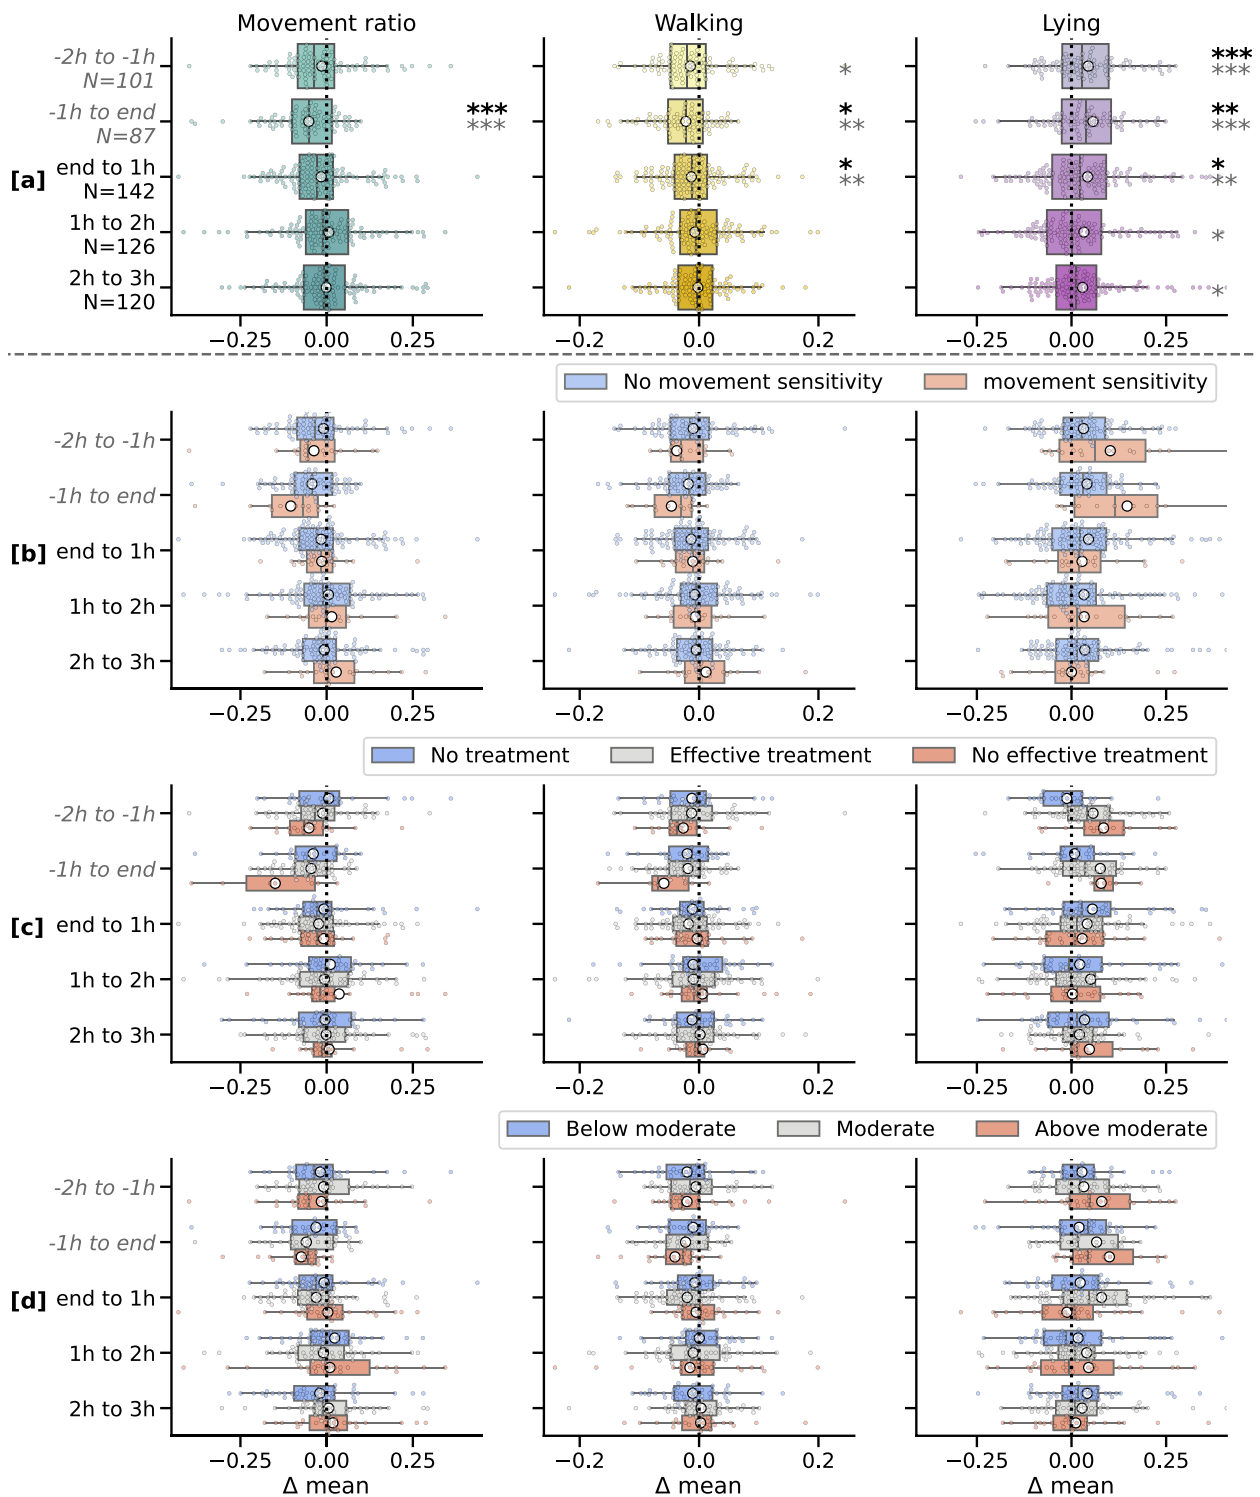 Movement ratio Walking Lying
-2h to -1h
N=101
***
***
*
-1h to end
N=87
***
***
*
**
**
***
[a] end to 1h
N=142
*
**
*
**
1h to 2h
N=126
*
2h to 3h
N=120
*
−0.25 0.00 0.25 −0.2 0.0 0.2 0.00 0.25
No movement sensitivity movement sensitivity
-2h to -1h
-1h to end
[b] end to 1h
1h to 2h
2h to 3h
−0.25 0.00 0.25 −0.2 0.0 0.2 0.00 0.25
No treatment Effective treatment No effective treatment
-2h to -1h
-1h to end
[c] end to 1h
1h to 2h
2h to 3h
−0.25 0.00 0.25 −0.2 0.0 0.2 0.00 0.25
Below moderate Moderate Above moderate
-2h to -1h
-1h to end
[d] end to 1h
1h to 2h
2h to 3h
−0.25 0.00 0.25 −0.2 0.0 0.2 0.00 0.25
Δ mean Δ mean Δ mean